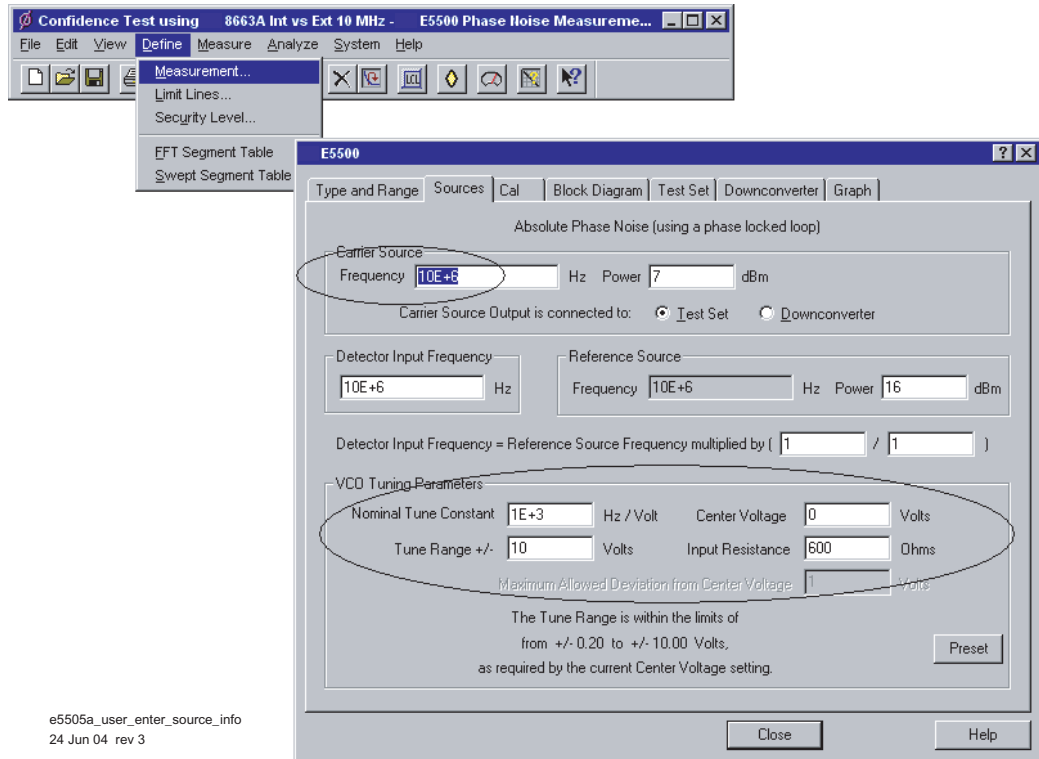 Confidence Test using 8663A Int vs Ext 10 MHz - E5500 Phase Noise Measureme...
File Edit View Define Measure Analyze System Help
Measurement...
Limit Lines...
Security Level...
FFT Segment Table
Swept Segment Table
E5500
Type and Range Sources Cal Block Diagram Test Set Downconverter Graph
Absolute Phase Noise (using a phase locked loop)
Carrier Source
Frequency 10E+6 Hz Power 7 dBm
Carrier Source Output is connected to: Test Set Downconverter
Detector Input Frequency
10E+6 Hz
Reference Source
Frequency 10E+6 Hz Power 16 dBm
Detector Input Frequency = Reference Source Frequency multiplied by ( 1 / 1 )
VCO Tuning Parameters
Nominal Tune Constant 1E+3 Hz / Volt Center Voltage 0 Volts
Tune Range +/- 10 Volts Input Resistance 600 Ohms
Maximum Allowed Deviation from Center Voltage 1 Volts
The Tune Range is within the limits of
from +/- 0.20 to +/- 10.00 Volts,
as required by the current Center Voltage setting.
Preset
Close Help
e5505a_user_enter_source_info
24 Jun 04 rev 3